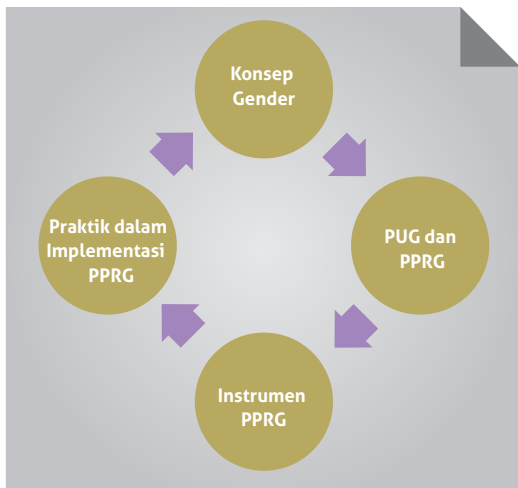 Konsep
Gender
PUG dan
PPRG
Instrumen
PPRG
Praktik dalam
Implementasi
PPRG